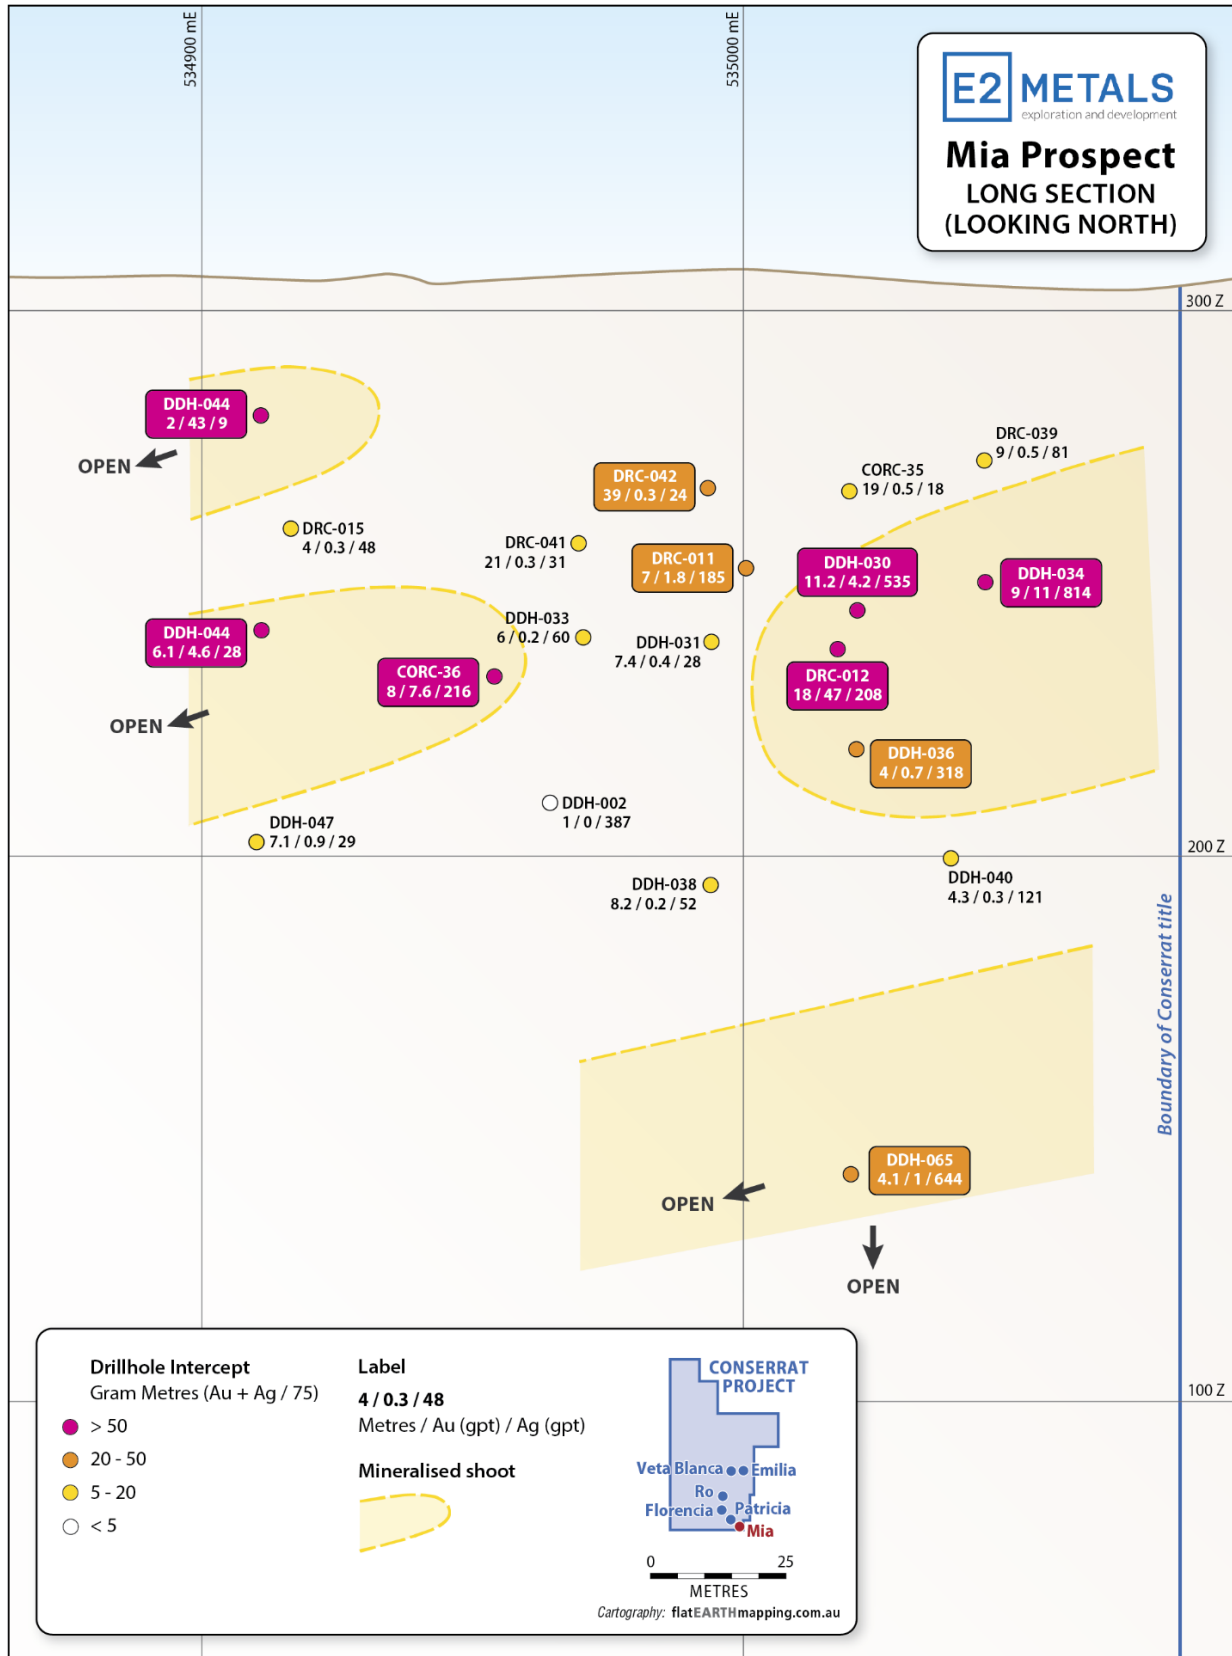 534900 mE
535000 mE
E2 METALS
exploration and development
Mia Prospect
LONG SECTION
(LOOKING NORTH)
300 Z
DDH-044
2 / 43 / 9
OPEN
DRC-039
9 / 0.5 / 81
CORC-35
19 / 0.5 / 18
DRC-042
39 / 0.3 / 24
DRC-015
4 / 0.3 / 48
DRC-041
21 / 0.3 / 31
DRC-011
7 / 1.8 / 185
DDH-030
11.2 / 4.2 / 535
DDH-034
9 / 11 / 814
DDH-044
6.1 / 4.6 / 28
DDH-033
6 / 0.2 / 60
DDH-031
7.4 / 0.4 / 28
CORC-36
8 / 7.6 / 216
DRC-012
18 / 47 / 208
OPEN
DDH-036
4 / 0.7 / 318
DDH-002
1 / 0 / 387
DDH-047
7.1 / 0.9 / 29
200 Z
DDH-038
8.2 / 0.2 / 52
DDH-040
4.3 / 0.3 / 121
Boundary of Conserrat title
DDH-065
4.1 / 1 / 644
OPEN
OPEN
100 Z
Drillhole Intercept
Gram Metres (Au + Ag / 75)
> 50
20 - 50
5 - 20
< 5
Label
4 / 0.3 / 48
Metres / Au (gpt) / Ag (gpt)
Mineralised shoot
CONSERRAT
PROJECT
Veta Blanca
Emilia
Ro
Florencia
Patricia
Mia
0 25
METRES
Cartography: flatEARTHmapping.com.au